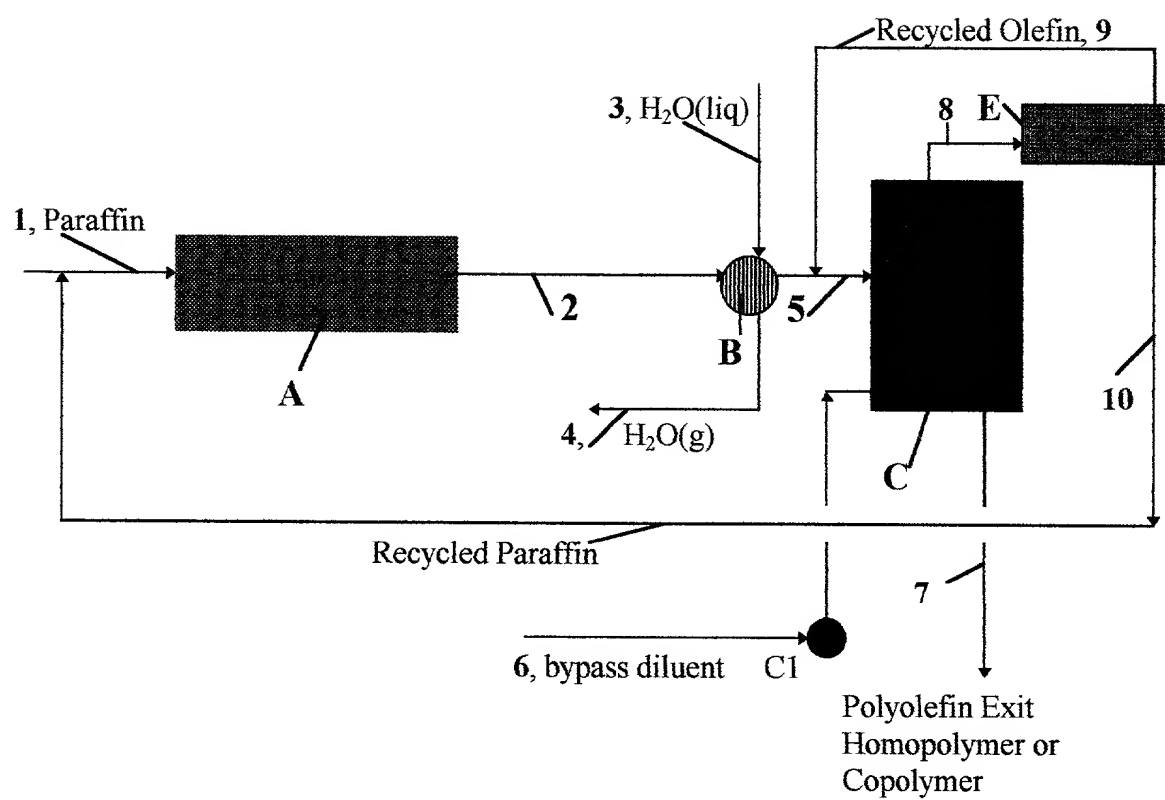 Recycled Olefin, 9
3, H₂O(liq)
8
E
1, Paraffin
2
5
B
A
10
4, H₂O(g)
C
Recycled Paraffin
7
6, bypass diluent
C1
Polyolefin Exit
Homopolymer or
Copolymer